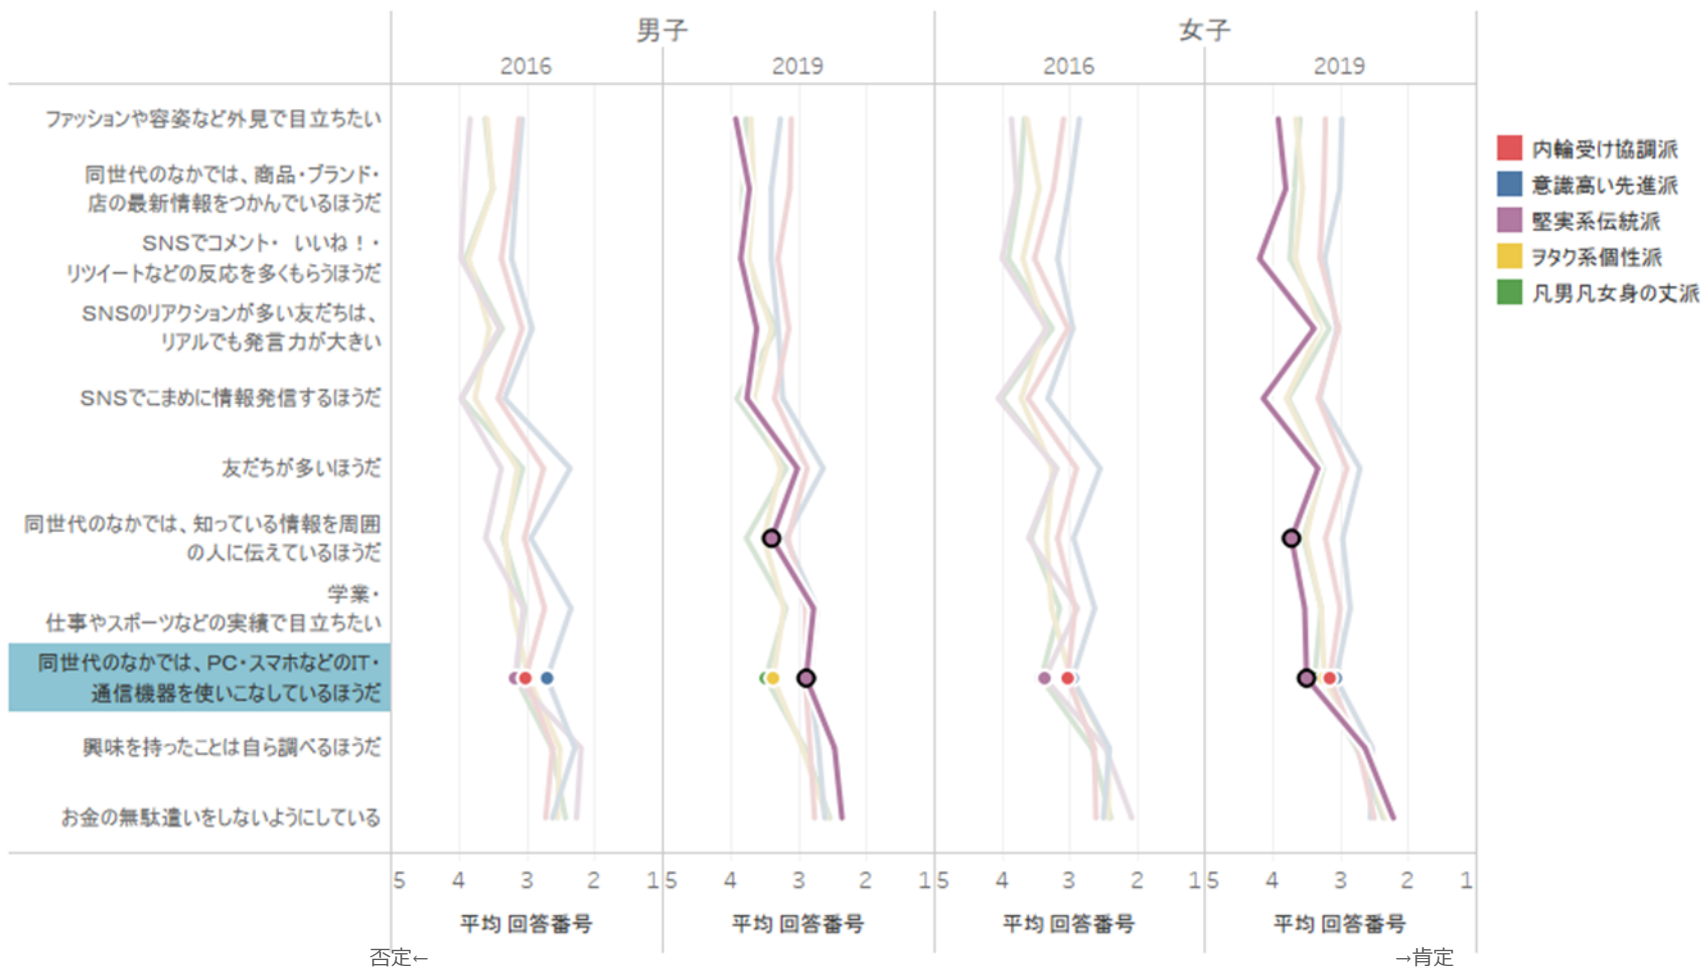 男子
女子
2016
2019
2016
2019
ファッションや容姿など外見で目立ちたい
同世代のなかでは、商品・ブランド・
店の最新情報をつかんでいるほうだ
SNSでコメント・ いいね！・
リツイートなどの反応を多くもらうほうだ
SNSのリアクションが多い友だちは、
リアルでも発言力が大きい
SNSでこまめに情報発信するほうだ
友だちが多いほうだ
同世代のなかでは、知っている情報を周囲
の人に伝えているほうだ
学業・
仕事やスポーツなどの実績で目立ちたい
同世代のなかでは、PC・スマホなどのIT・
通信機器を使いこなしているほうだ
興味を持ったことは自ら調べるほうだ
お金の無駄遣いをしないようにしている
内輪受け協調派
意識高い先進派
堅実系伝統派
ヲタク系個性派
凡男凡女身の丈派
5 4 3 2 1
5 4 3 2 1
5 4 3 2 1
5 4 3 2 1
平均 回答番号
平均 回答番号
平均 回答番号
平均 回答番号
否定←
→肯定